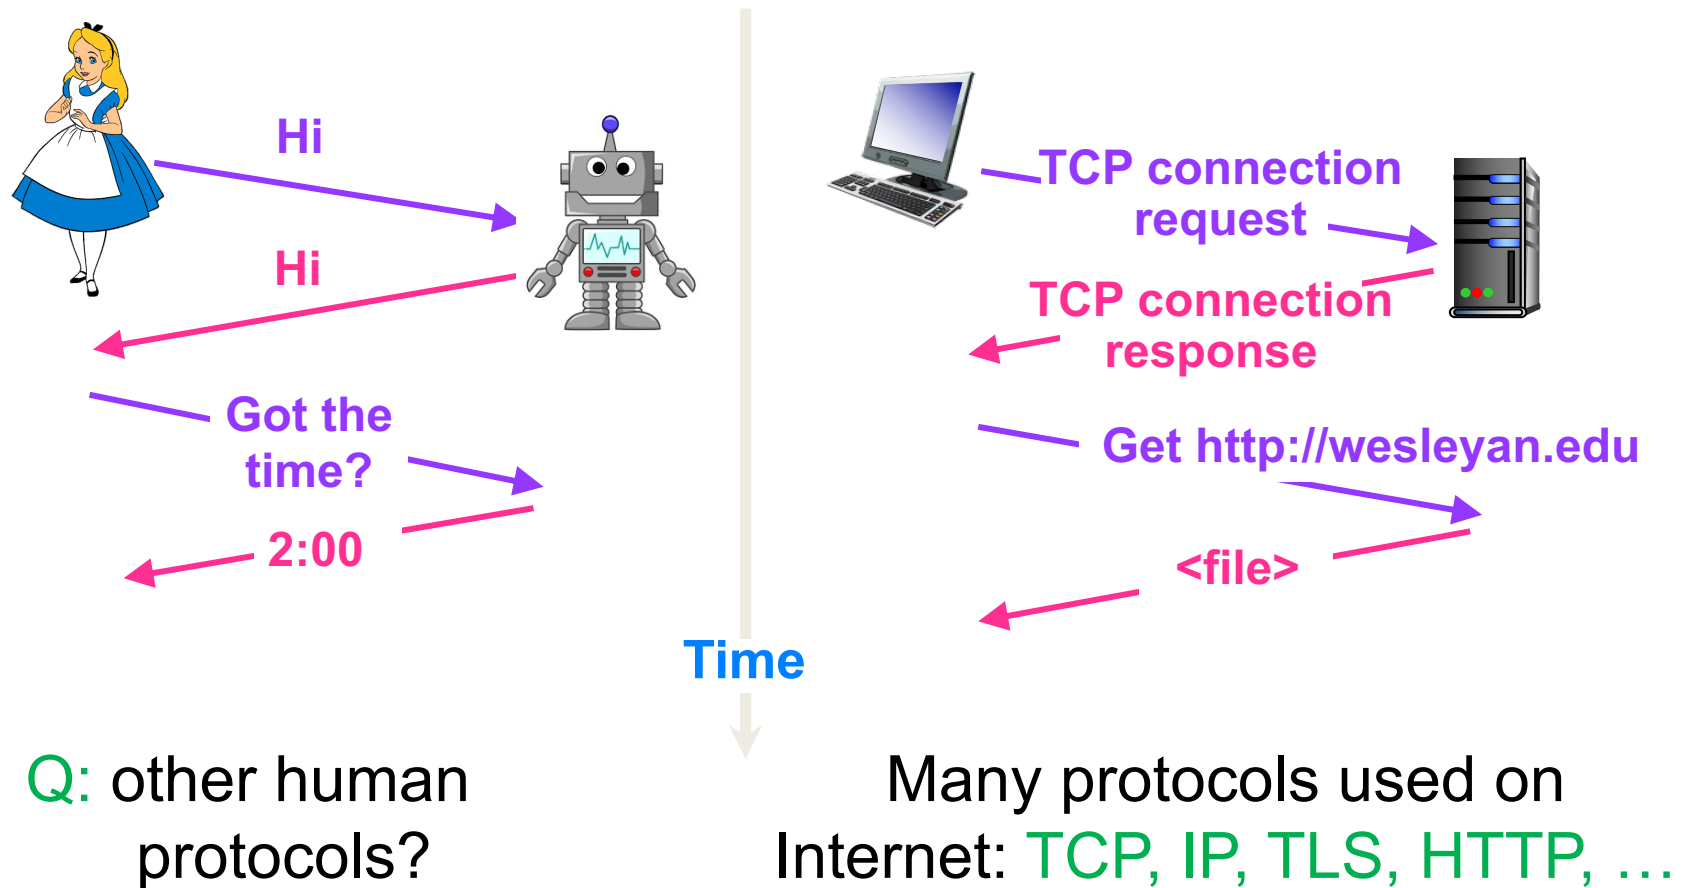 Hi
Hi
Got the
time?
2:00
TCP connection
request
TCP connection
response
Get http://wesleyan.edu
<file>
Time
Q: other human
protocols?
Many protocols used on
Internet: TCP, IP, TLS, HTTP, …